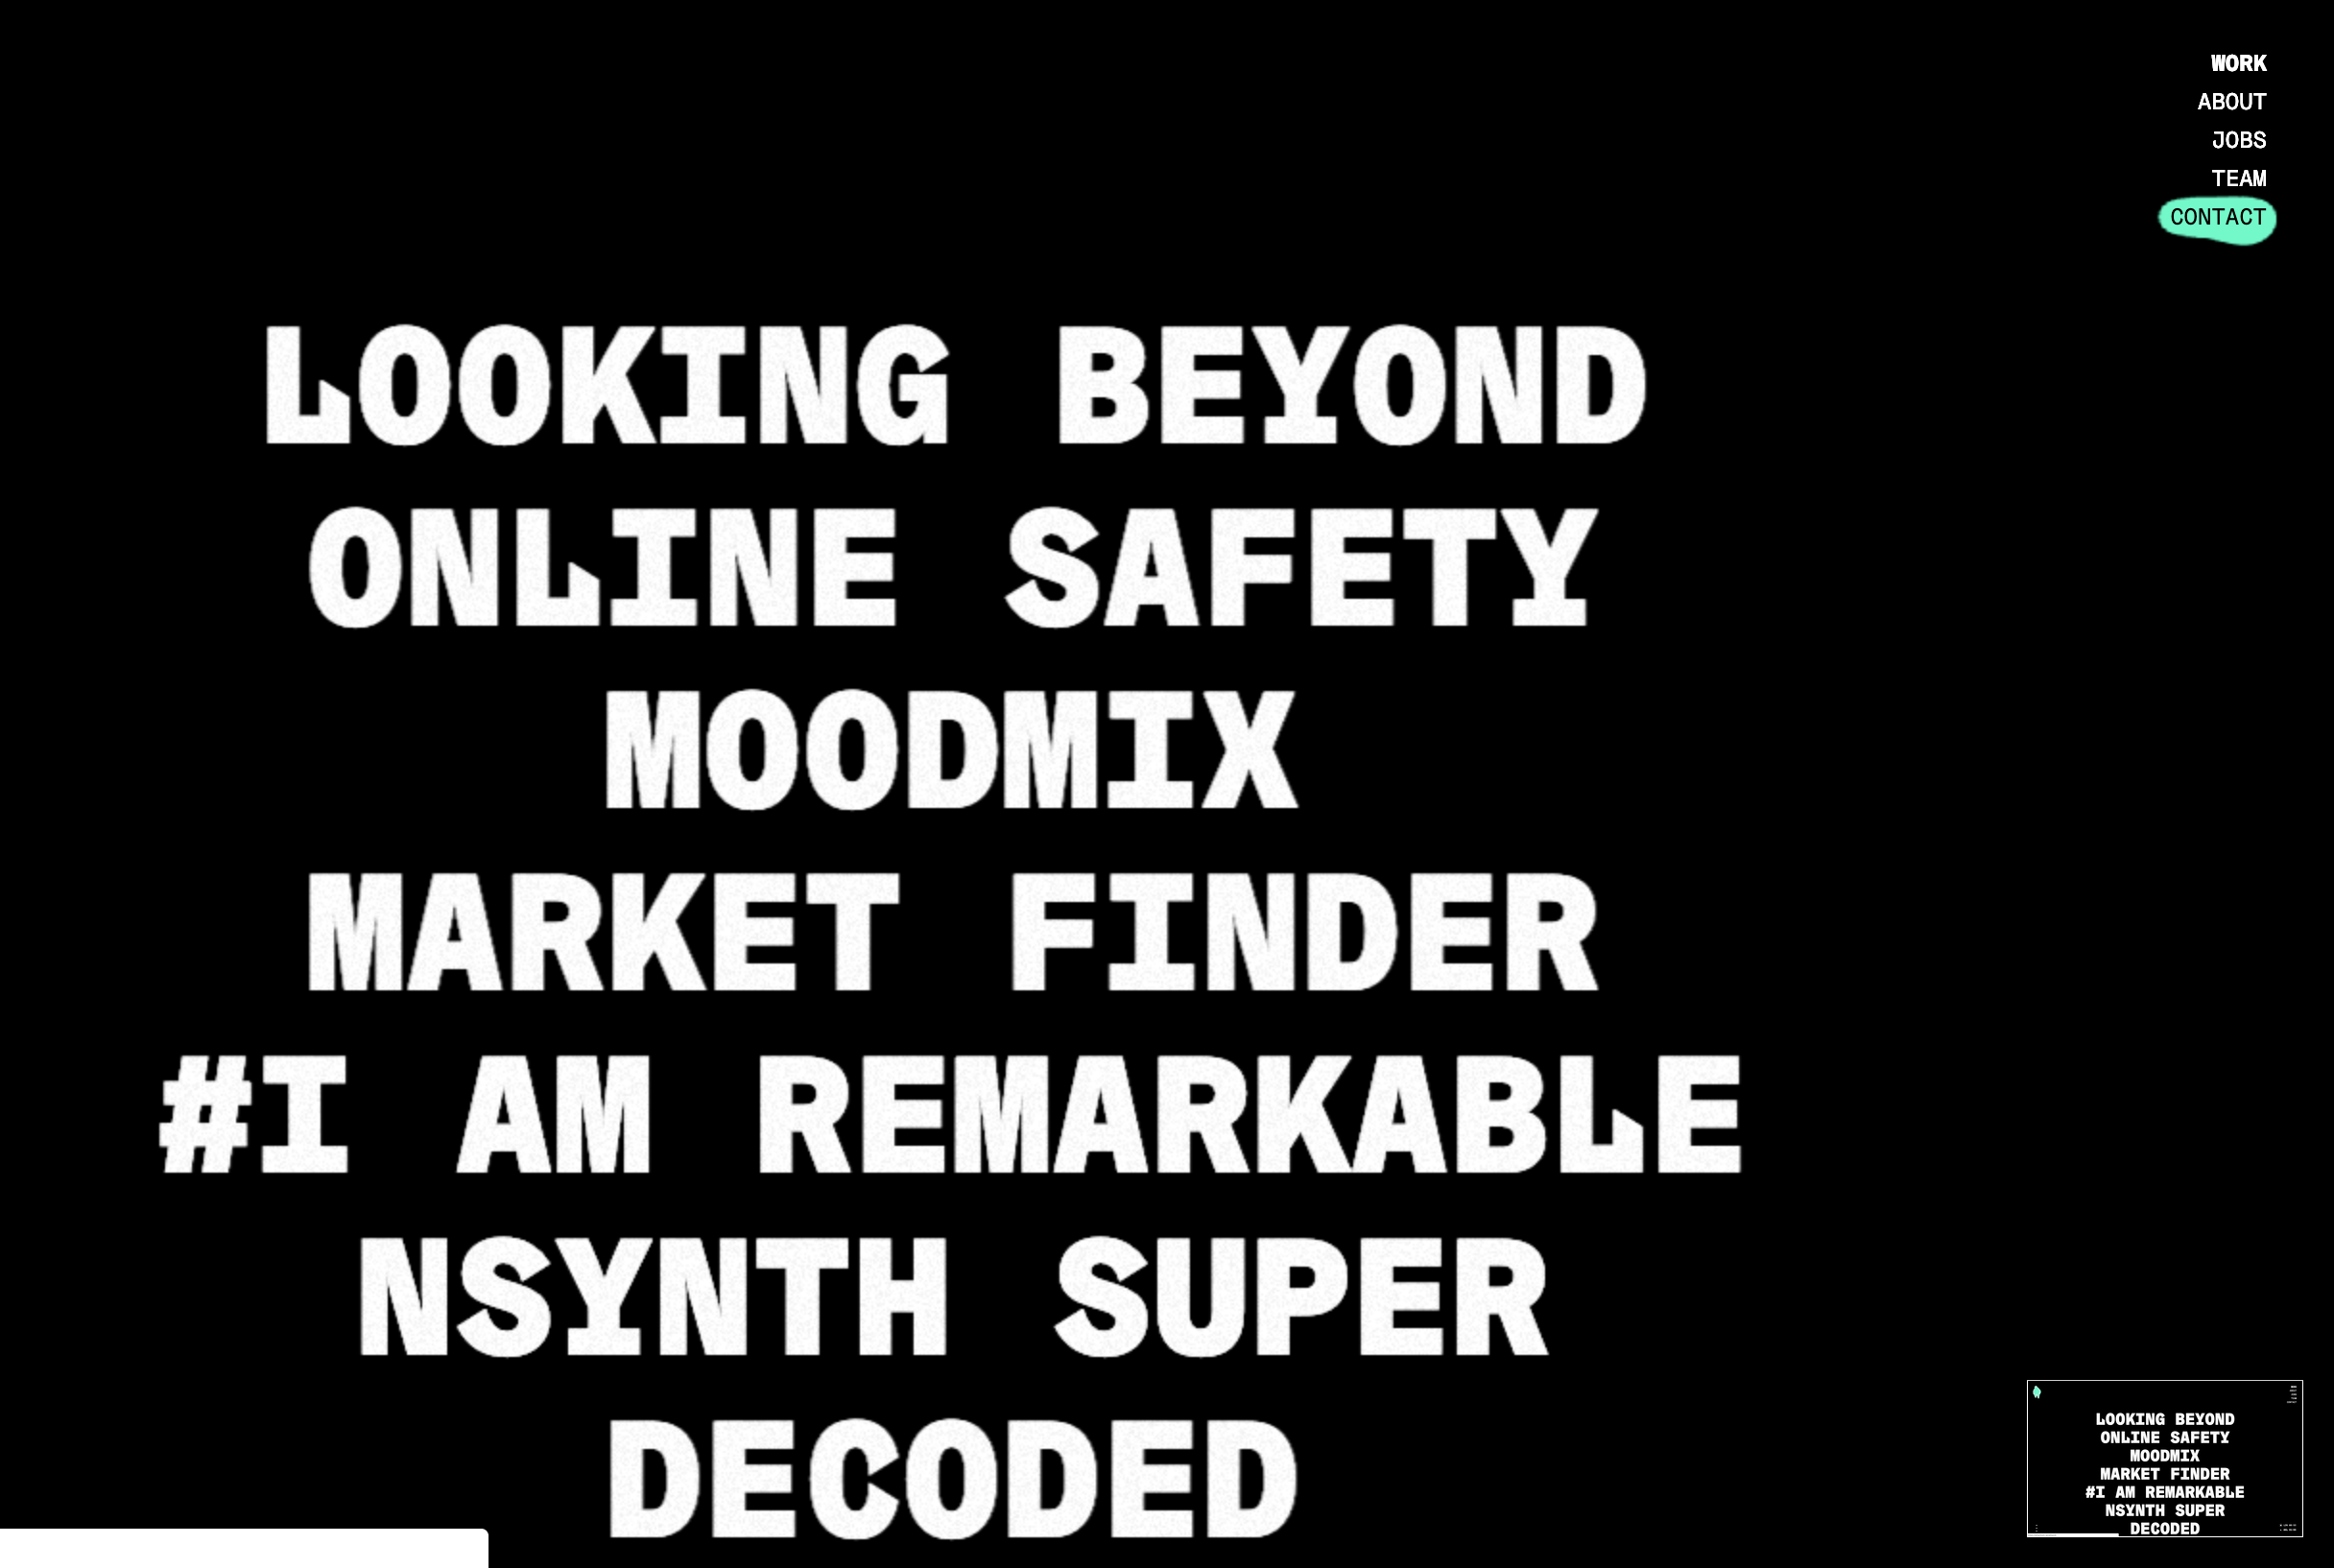 WORK
ABOUT
JOBS
TEAM
CONTACT
LOOKING BEYOND
ONLINE SAFETY
MOODMIX
MARKET FINDER
#I AM REMARKABLE
NSYNTH SUPER
DECODED
LOOKING BEYOND
ONLINE SAFETY
MOODMIX
MARKET FINDER
#I AM REMARKABLE
NSYNTH SUPER
DECODED